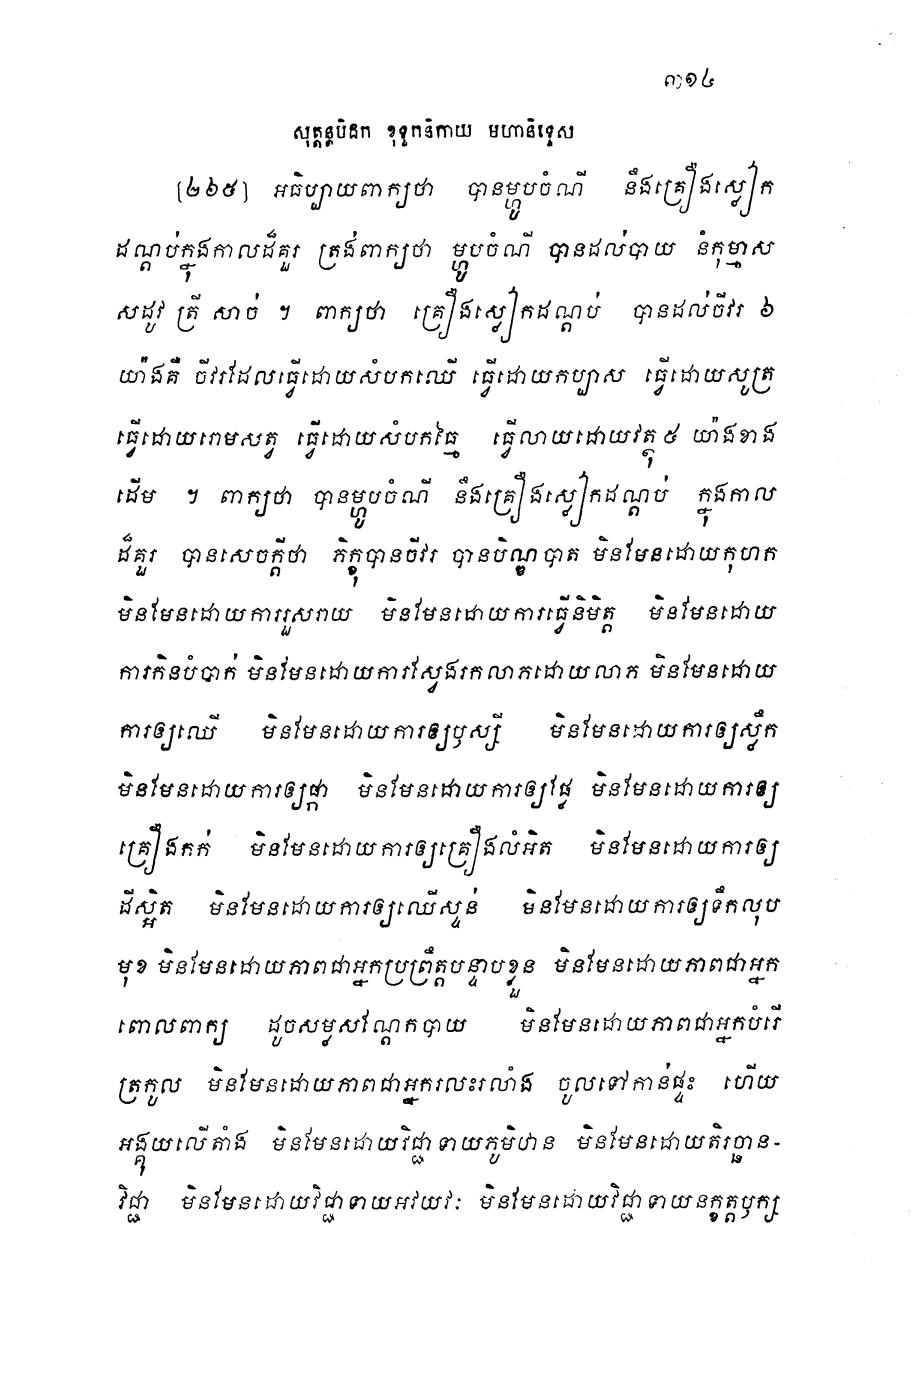 ៣១៤
សុត្តន្តបិដក ខុទ្ទកនិកាយ មហានិទ្ទេស
[២៦៥] អធិប្បាយពាក្យថា បានម្ហូបចំណី នឹងគ្រឿងស្លៀក
ដណ្តប់ក្នុងកាលដ៏គួរ ត្រង់ពាក្យថា ម្ហូបចំណី បានដល់បាយ នំកុម្មាស
សដូវ ត្រី សាច់ ។ ពាក្យថា គ្រឿងស្លៀកដណ្តប់ បានដល់ចីវរ ៦
យ៉ាងគឺ ចីវរដែលធ្វើដោយសំបកឈើ ធ្វើដោយកប្បាស ធ្វើដោយសូត្រ
ធ្វើដោយរោមសត្វ ធ្វើដោយសំបកធ្មៃ ធ្វើលាយដោយវត្ថុ ៥ យ៉ាងខាង
ដើម ។ ពាក្យថា បានម្ហូបចំណី នឹងគ្រឿងស្លៀកដណ្តប់ ក្នុងកាល
ដ៏គួរ បានសេចក្តីថា ភិក្ខុបានចីវរ បានបិណ្ឌបាត មិនមែនដោយកុហក
មិនមែនដោយការរួសរាយ មិនមែនដោយការធ្វើនិមិត្ត មិនមែនដោយ
ការកិនបំបាក់ មិនមែនដោយការស្វែងរកលាភដោយលាភ មិនមែនដោយ
ការឲ្យឈើ មិនមែនដោយការឲ្យឫស្សី មិនមែនដោយការឲ្យស្លឹក
មិនមែនដោយការឲ្យផ្កា មិនមែនដោយការឲ្យផ្លែ មិនមែនដោយការឲ្យ
គ្រឿងកក់ មិនមែនដោយការឲ្យគ្រឿងលំអិត មិនមែនដោយការឲ្យ
ដីស្អិត មិនមែនដោយការឲ្យឈើស្ទន់ មិនមែនដោយការឲ្យទឹកលុប
មុខ មិនមែនដោយភាពជាអ្នកប្រព្រឹត្តបន្ទាបខ្លួន មិនមែនដោយភាពជាអ្នក
ពោលពាក្យ ដូចសម្លសណ្តែកបាយ មិនមែនដោយភាពជាអ្នកបំរើ
ត្រកូល មិនមែនដោយភាពជាអ្នករលះរលាំង ចូលទៅកាន់ផ្ទះ ហើយ
អង្គុយលើតាំង មិនមែនដោយវិជ្ជាទាយភូមិឋាន មិនមែនដោយតិរច្ឆាន-
វិជ្ជា មិនមែនដោយវិជ្ជាទាយអវយវៈ មិនមែនដោយវិជ្ជាទាយនក្ខត្តឫក្ស